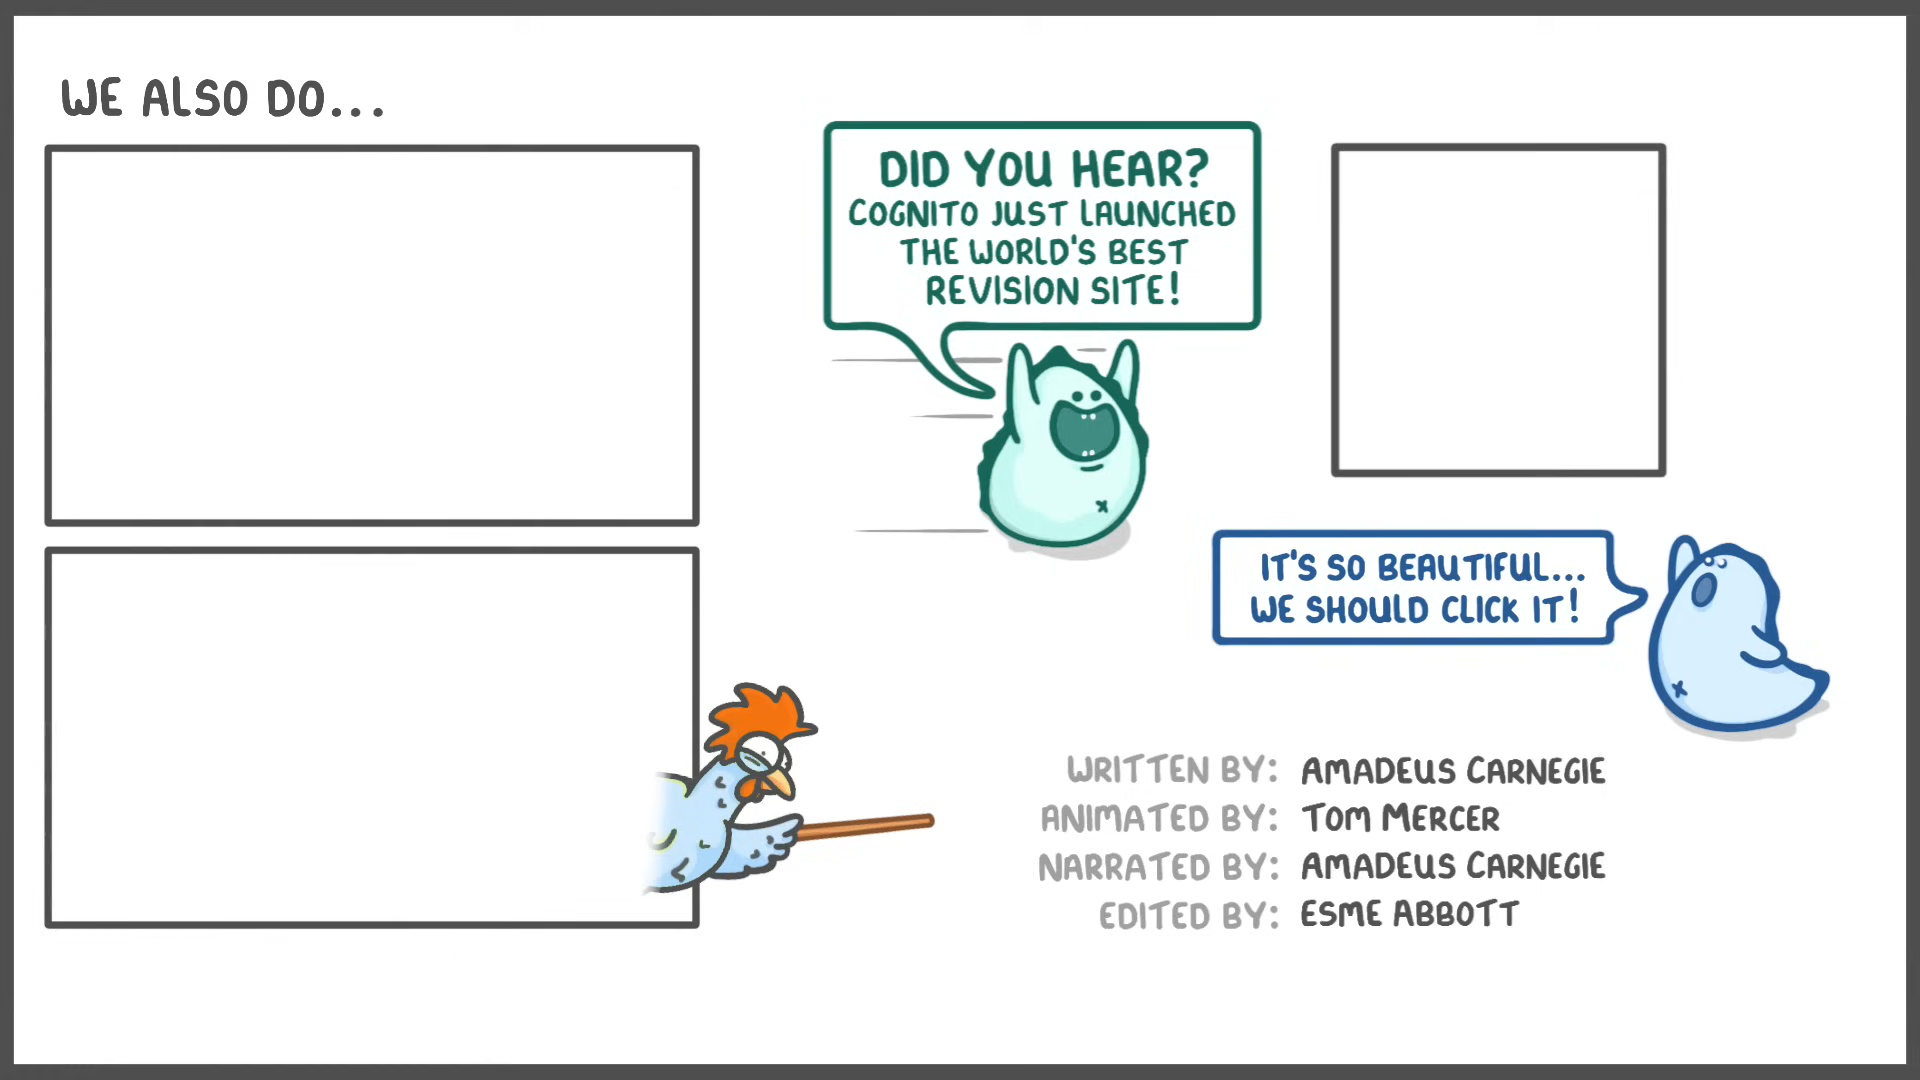 WE ALSO DO...
DID YOU HEAR?
COGNITO JUST LAUNCHED
THE WORLD'S BEST
REVISION SITE!
IT'S SO BEAUTIFUL...
WE SHOULD CLICK IT!
WRITTEN BY: AMADEUS CARNEGIE
ANIMATED BY: TOM MERCER
NARRATED BY: AMADEUS CARNEGIE
EDITED BY: ESME ABBOTT